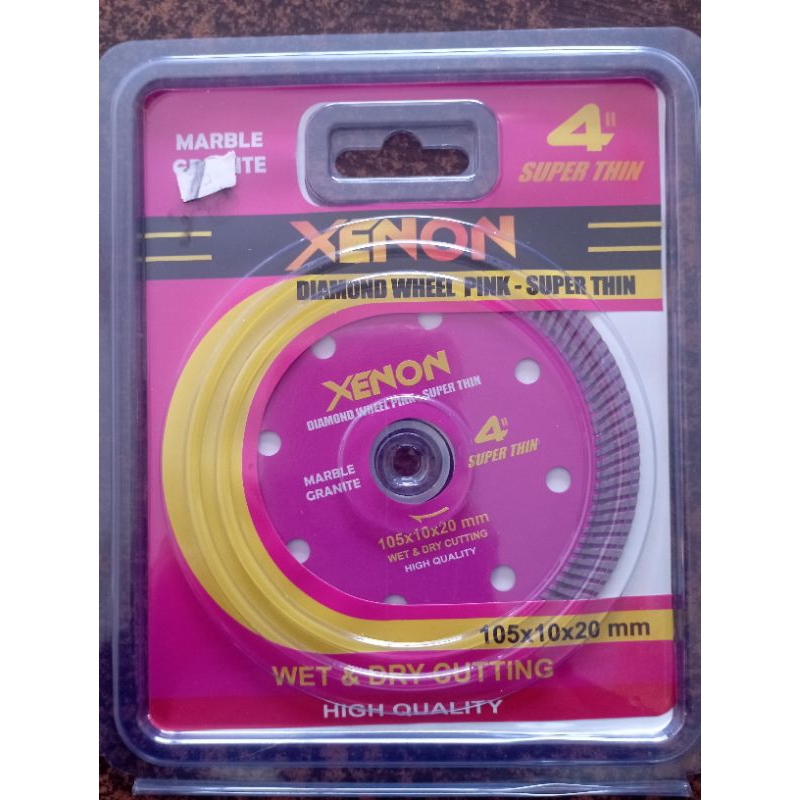 MARBLE
GRANITE
4"
SUPER THIN
XENON
DIAMOND WHEEL PINK - SUPER THIN
XENON
DIAMOND WHEEL PINK - SUPER THIN
4"
SUPER THIN
MARBLE
GRANITE
105x10x20 mm
WET & DRY CUTTING
HIGH QUALITY
105x10x20 mm
WET & DRY CUTTING
HIGH QUALITY